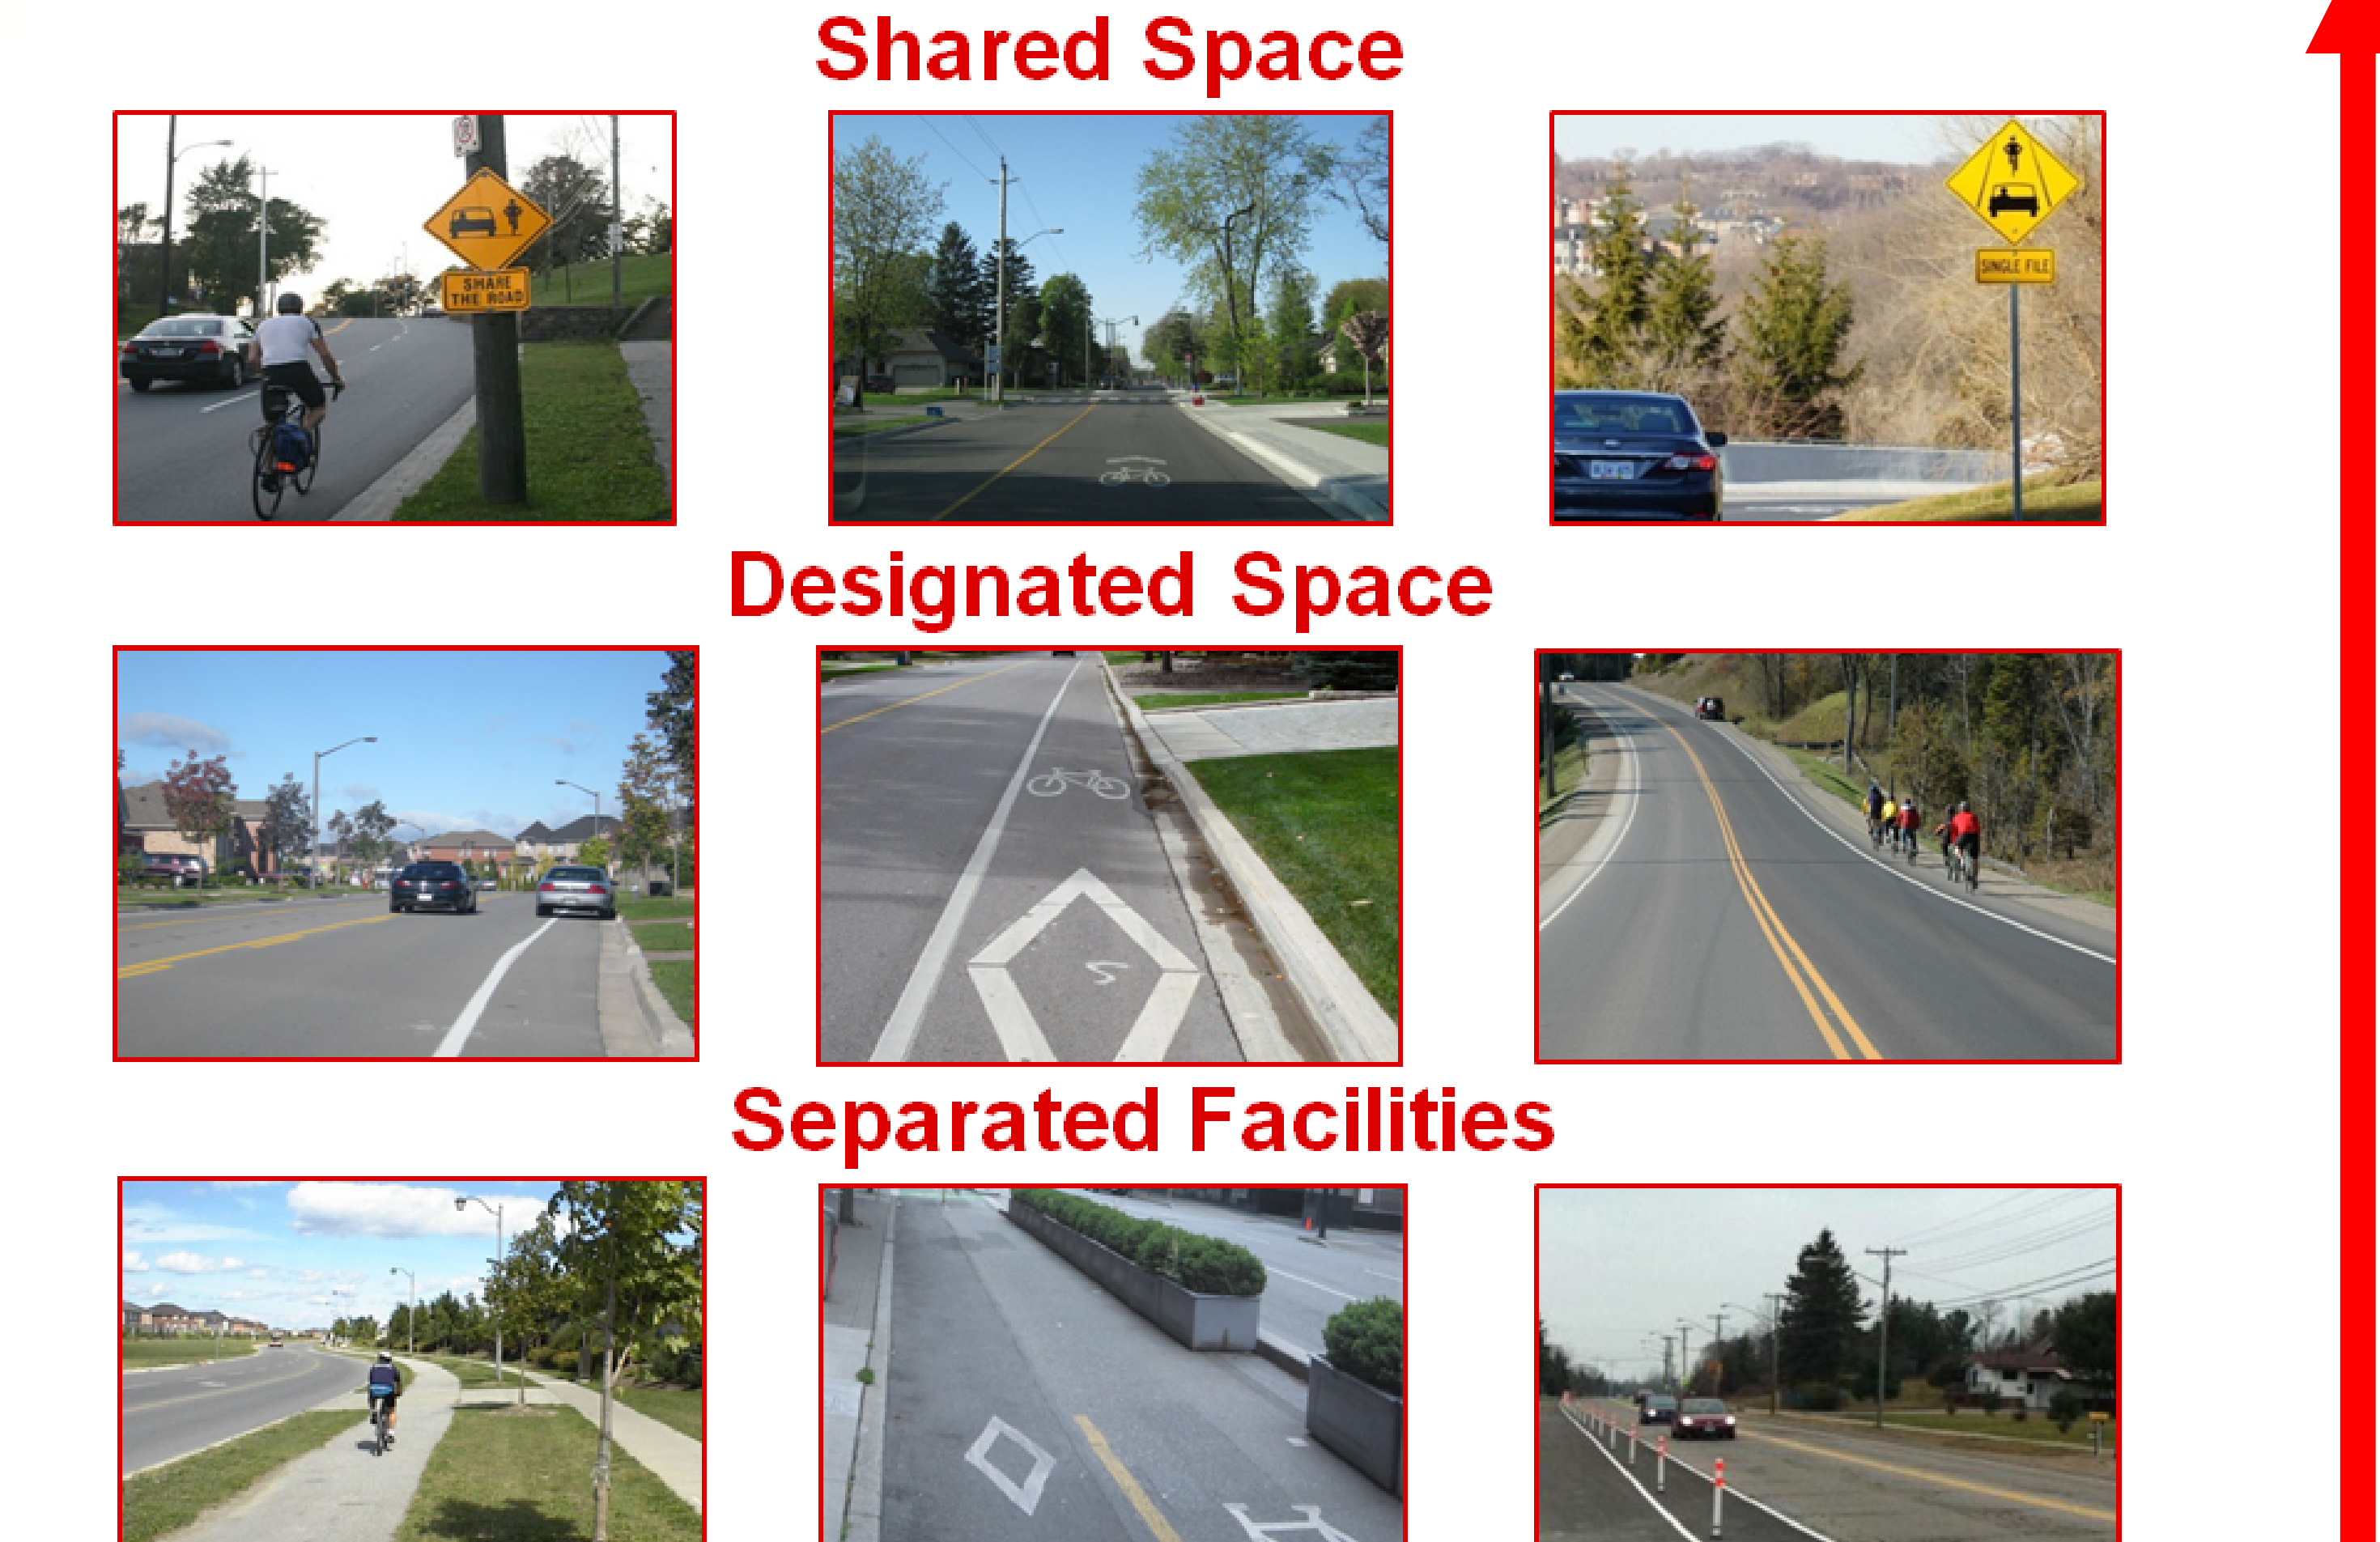 Shared Space
SHARE
THE ROAD
SINGLE FILE
Designated Space
Separated Facilities